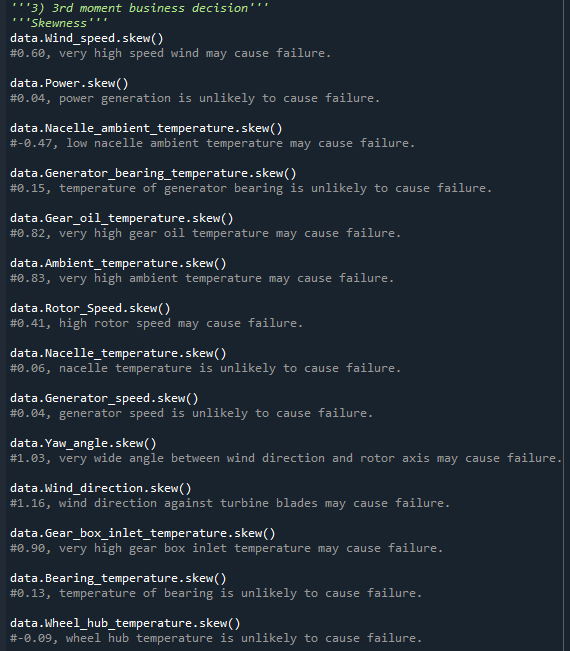 '''3) 3rd moment business decision'''
'''Skewness'''
data.Wind_speed.skew()
#0.60, very high speed wind may cause failure.
data.Power.skew()
#0.04, power generation is unlikely to cause failure.
data.Nacelle_ambient_temperature.skew()
#-0.47, low nacelle ambient temperature may cause failure.
data.Generator_bearing_temperature.skew()
#0.15, temperature of generator bearing is unlikely to cause failure.
data.Gear_oil_temperature.skew()
#0.82, very high gear oil temperature may cause failure.
data.Ambient_temperature.skew()
#0.83, very high ambient temperature may cause failure.
data.Rotor_Speed.skew()
#0.41, high rotor speed may cause failure.
data.Nacelle_temperature.skew()
#0.06, nacelle temperature is unlikely to cause failure.
data.Generator_speed.skew()
#0.04, generator speed is unlikely to cause failure.
data.Yaw_angle.skew()
#1.03, very wide angle between wind direction and rotor axis may cause failure.
data.Wind_direction.skew()
#1.16, wind direction against turbine blades may cause failure.
data.Gear_box_inlet_temperature.skew()
#0.90, very high gear box inlet temperature may cause failure.
data.Bearing_temperature.skew()
#0.13, temperature of bearing is unlikely to cause failure.
data.Wheel_hub_temperature.skew()
#-0.09, wheel hub temperature is unlikely to cause failure.